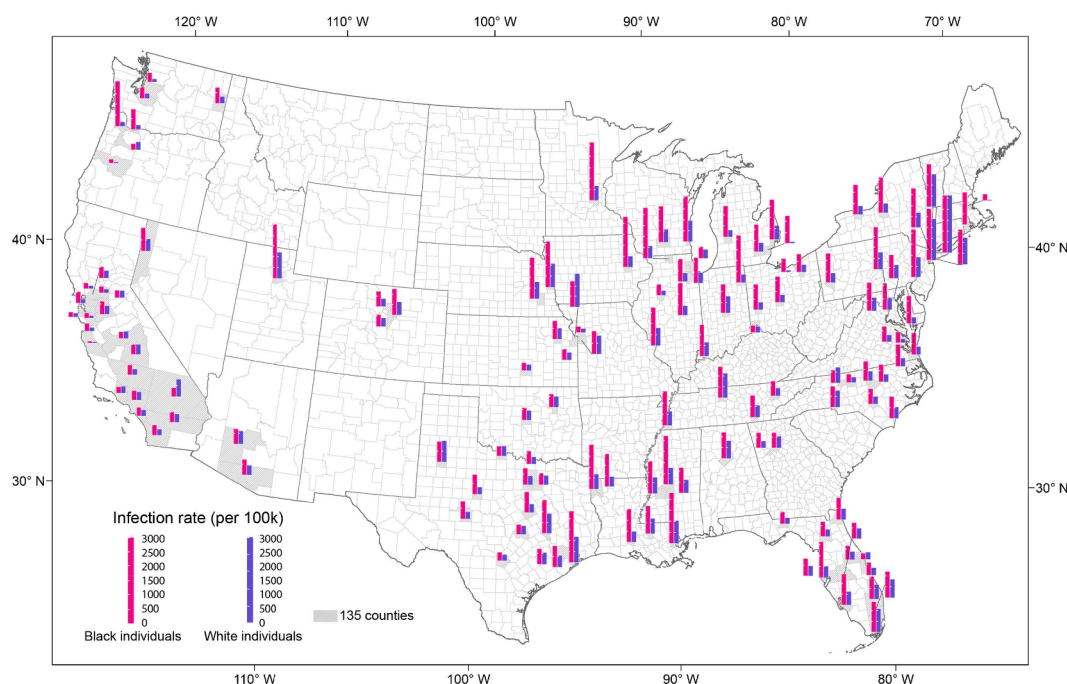 120° W 110° W 100° W 90° W 80° W 70° W
40° N 40° N
30° N 30° N
Infection rate (per 100k)
3000 3000
2500 2500
2000 2000
1500 1500
1000 1000
500 500
0 0
Black individuals White individuals
135 counties
110° W 100° W 90° W 80° W